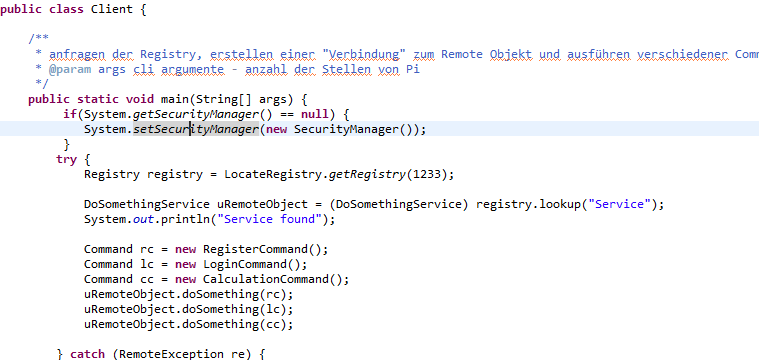 public class Client {
/**
* anfragen der Registry, erstellen einer "Verbindung" zum Remote Objekt und ausführen verschiedener Comm
* @param args cli argumente - anzahl der Stellen von Pi
*/
public static void main(String[] args) {
if(System.getSecurityManager() == null) {
System.setSecurityManager(new SecurityManager());
}
try {
Registry registry = LocateRegistry.getRegistry(1233);
DoSomethingService uRemoteObject = (DoSomethingService) registry.lookup("Service");
System.out.println("Service found");
Command rc = new RegisterCommand();
Command lc = new LoginCommand();
Command cc = new CalculationCommand();
uRemoteObject.doSomething(rc);
uRemoteObject.doSomething(lc);
uRemoteObject.doSomething(cc);
} catch (RemoteException re) {